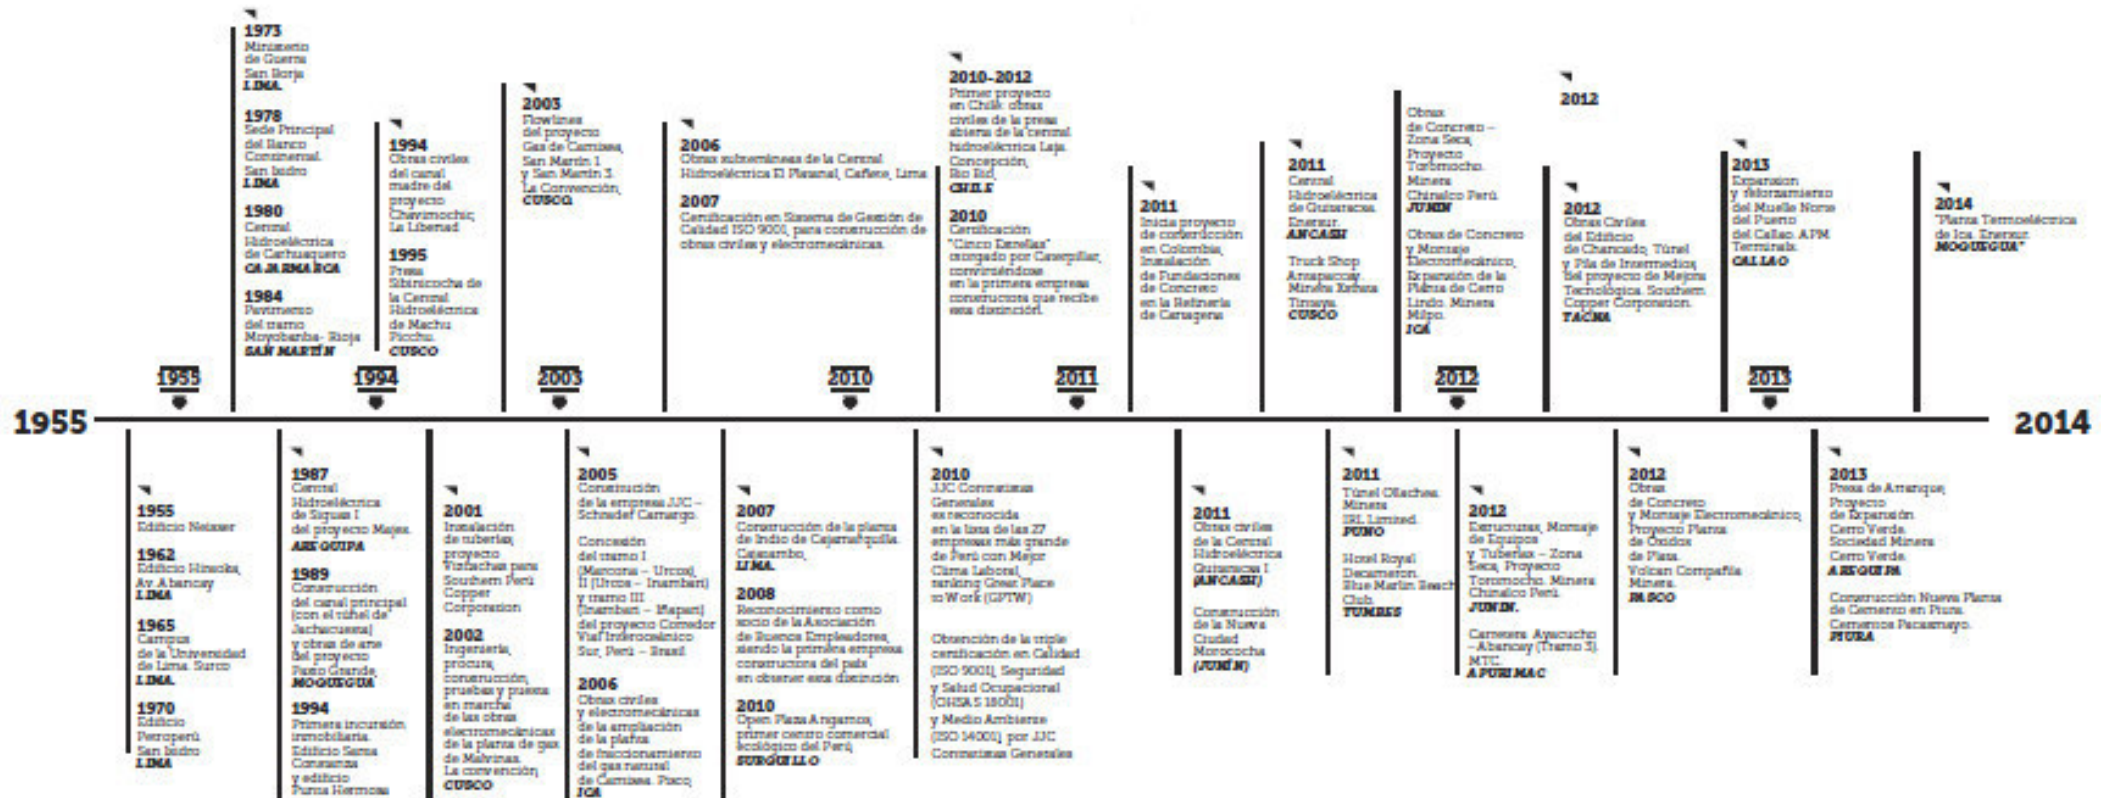 1973
Ministerio
de Guerra
San Borja
LIMA.
1978
Sede Principal
del Banco
Continental.
San Isidro
LIMA
1980
Central
Hidroeléctrica
de Carhuaquero
CAJAMARCA
1984
Pavimento
del tramo
Moyobamba- Rioja
SAN MARTÍN
1994
Obras civiles
del canal
madre del
proyecto
Chavimochic,
La Libertad
1995
Presa
Sibinicocha de
la Central
Hidroeléctrica
de Machu
Picchu.
CUSCO
2003
Flowlines
del proyecto
Gas de Camisea,
San Martín 1
y San Martín 3.
La Convención,
CUSCO.
2006
Obras subterráneas de la Central
Hidroeléctrica El Platanal, Cañete, Lima
2007
Certificación en Sistema de Gestión de
Calidad ISO 9001, para construcción de
obras civiles y electromecánicas.
2010-2012
Primer proyecto
en Chile: obras
civiles de la presa
abierta de la central
hidroeléctrica Laja.
Concepción,
Bio Bio,
CHILE
2010
Certificación
"Cinco Estrellas"
otorgado por Caterpillar,
convirtiéndose
en la primera empresa
constructora que recibe
esta distinción.
2011
Inicia proyecto
de construcción
en Colombia,
Instalación
de Fundaciones
de Concreto
en la Refinería
de Cartagena
2011
Central
Hidroeléctrica
de Quitaracsa.
Enersur.
ANCASH
Truck Shop
Antapaccay.
Minera Xstrata
Tintaya.
CUSCO
Obras
de Concreto –
Zona Seca,
Proyecto
Toromocho.
Minera
Chinalco Perú.
JUNIN
Obras de Concreto
y Montaje
Electromecánico,
Expansión de la
Planta de Cerro
Lindo. Minera
Milpo.
ICA
2012
2012
Obras Civiles
del Edificio
de Chancado, Túnel
y Pila de Intermedios
del proyecto de Mejora
Tecnológica. Southern
Copper Corporation.
TACNA
2013
Expansion
y reforzamiento
del Muelle Norte
del Puerto
del Callao. APM
Terminals.
CALLAO
2014
"Planta Termoeléctrica
de Ica. Enersur.
MOQUEGUA"
1955
1994
2003
2010
2011
2012
2013
1955
2014
1955
Edificio Neisser
1962
Edificio Hiraoka,
Av. Abancay
LIMA
1965
Campus
de la Universidad
de Lima. Surco
LIMA.
1970
Edificio
Petroperú.
San Isidro
LIMA
1987
Central
Hidroeléctrica
de Siguas I
del proyecto Majes.
AREQUIPA
1989
Construcción
del canal principal
(con el túnel de
Jachacuesta)
y obras de arte
del proyecto
Pasto Grande,
MOQUEGUA
1994
Primera incursión
inmobiliaria.
Edificio Santa
Constanza
y edificio
Punta Hermosa
2001
Instalación
de tuberías,
proyecto
Vizcachas para
Southern Perú
Copper
Corporation
2002
Ingeniería,
procura,
construcción,
pruebas y puesta
en marcha
de las obras
electromecánicas
de la planta de gas
de Malvinas.
La convención,
CUSCO
2005
Constitución
de la empresa JJC –
Schrader Camargo.
Concesión
del tramo I
(Marcona – Urcos),
II (Urcos – Inambari)
y tramo III
(Inambari – Iñapari)
del proyecto Corredor
Vial Interoceánico
Sur, Perú – Brasil
2006
Obras civiles
y electromecánicas
de la ampliación
de la planta
de fraccionamiento
del gas natural
de Camisea. Pisco,
ICA
2007
Construcción de la planta
de Indio de Cajamarquilla.
Cajatambo,
LIMA.
2008
Reconocimiento como
socio de la Asociación
de Buenos Empleadores,
siendo la primera empresa
constructora del país
en obtener esta distinción
2010
Open Plaza Angamos,
primer centro comercial
ecológico del Perú,
SURQUILLO
2010
JJC Contratistas
Generales
es reconocida
en la lista de las 27
empresas más grande
de Perú con Mejor
Clima Laboral,
ranking Great Place
to Work (GPTW)
Obtención de la triple
certificación en Calidad
(ISO 9001), Seguridad
y Salud Ocupacional
(OHSAS 18001)
y Medio Ambiente
(ISO 14001) por JJC
Contratistas Generales
2011
Obras civiles
de la Central
Hidroeléctrica
Quitaracsa I
(ANCASH)
Construcción
de la Nueva
Ciudad
Morococha
(JUNÍN)
2011
Túnel Ollachea.
Minera
IRL Limited.
PUNO
Hotel Royal
Decameron.
Blue Marlin Beach
Club.
TUMBES
2012
Estructuras, Montaje
de Equipos
y Tuberías – Zona
Seca, Proyecto
Toromocho. Minera
Chinalco Perú.
JUNIN.
Carretera Ayacucho
– Abancay (Tramo 3).
MTC.
APURIMAC
2012
Obras
de Concreto
y Montaje Electromecánico,
Proyecto Planta
de Óxidos
de Plata.
Volcan Compañía
Minera.
PASCO
2013
Presa de Arranque,
Proyecto
de Expansión
Cerro Verde.
Sociedad Minera
Cerro Verde.
AREQUIPA
Construcción Nueva Planta
de Cemento en Piura.
Cementos Pacasmayo.
PIURA